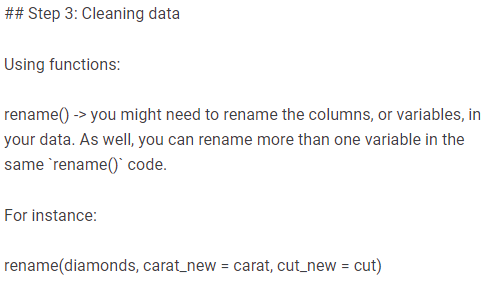 ## Step 3: Cleaning data
Using functions:
rename() -> you might need to rename the columns, or variables, in
your data. As well, you can rename more than one variable in the
same `rename()` code.
For instance:
rename(diamonds, carat_new = carat, cut_new = cut)